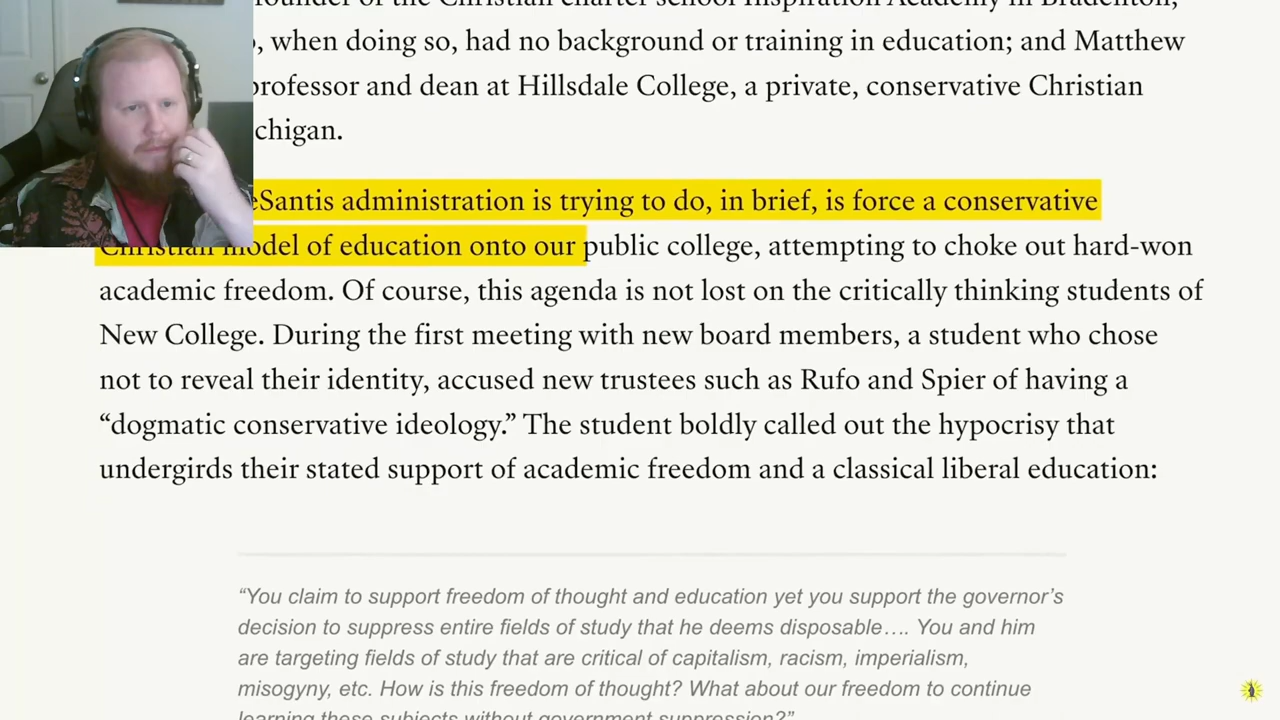 founder of the Christian charter school Inspiration Academy in Bradenton,
, when doing so, had no background or training in education; and Matthew
professor and dean at Hillsdale College, a private, conservative Christian
chigan.
eSantis administration is trying to do, in brief, is force a conservative
Christian model of education onto our public college, attempting to choke out hard-won
academic freedom. Of course, this agenda is not lost on the critically thinking students of
New College. During the first meeting with new board members, a student who chose
not to reveal their identity, accused new trustees such as Rufo and Spier of having a
“dogmatic conservative ideology.” The student boldly called out the hypocrisy that
undergirds their stated support of academic freedom and a classical liberal education:
“You claim to support freedom of thought and education yet you support the governor’s
decision to suppress entire fields of study that he deems disposable…. You and him
are targeting fields of study that are critical of capitalism, racism, imperialism,
misogyny, etc. How is this freedom of thought? What about our freedom to continue
learning these subjects without government suppression?”